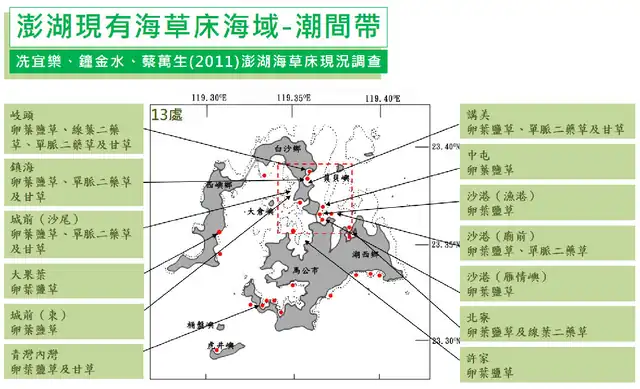 澎湖現有海草床海域-潮間帶
冼宜樂、鐘金水、蔡萬生(2011)澎湖海草床現況調查
119.30ºE
119.35ºE
119.40ºE
13處
岐頭
卵葉鹽草、線葉二藥
草、單脈二藥草及甘草
鎮海
卵葉鹽草、單脈二藥草
及甘草
城前（沙尾）
卵葉鹽草、單脈二藥草
及甘草
大果葉
卵葉鹽草
城前（東）
卵葉鹽草
青灣內灣
卵葉鹽草及甘草
白沙鄉
西嶼鄉
員貝嶼
大倉嶼
湖西鄉
馬公市
桶盤嶼
虎井嶼
23.40ºN
23.35ºN
23.30ºN
講美
卵葉鹽草、單脈二藥草及甘草
中屯
卵葉鹽草
沙港（漁港）
卵葉鹽草
沙港（廟前）
卵葉鹽草、單脈二藥草
沙港（雁情嶼）
卵葉鹽草
北寮
卵葉鹽草及線葉二藥草
許家
卵葉鹽草